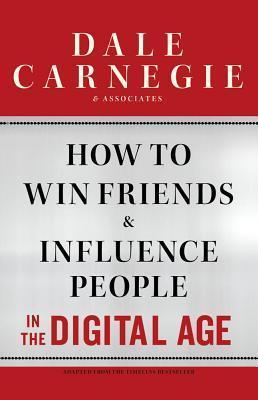 DALE
CARNEGIE
& ASSOCIATES
HOW TO
WIN FRIENDS
&
INFLUENCE
PEOPLE
IN THE DIGITAL AGE
ADAPTED FROM THE TIMELESS BESTSELLER